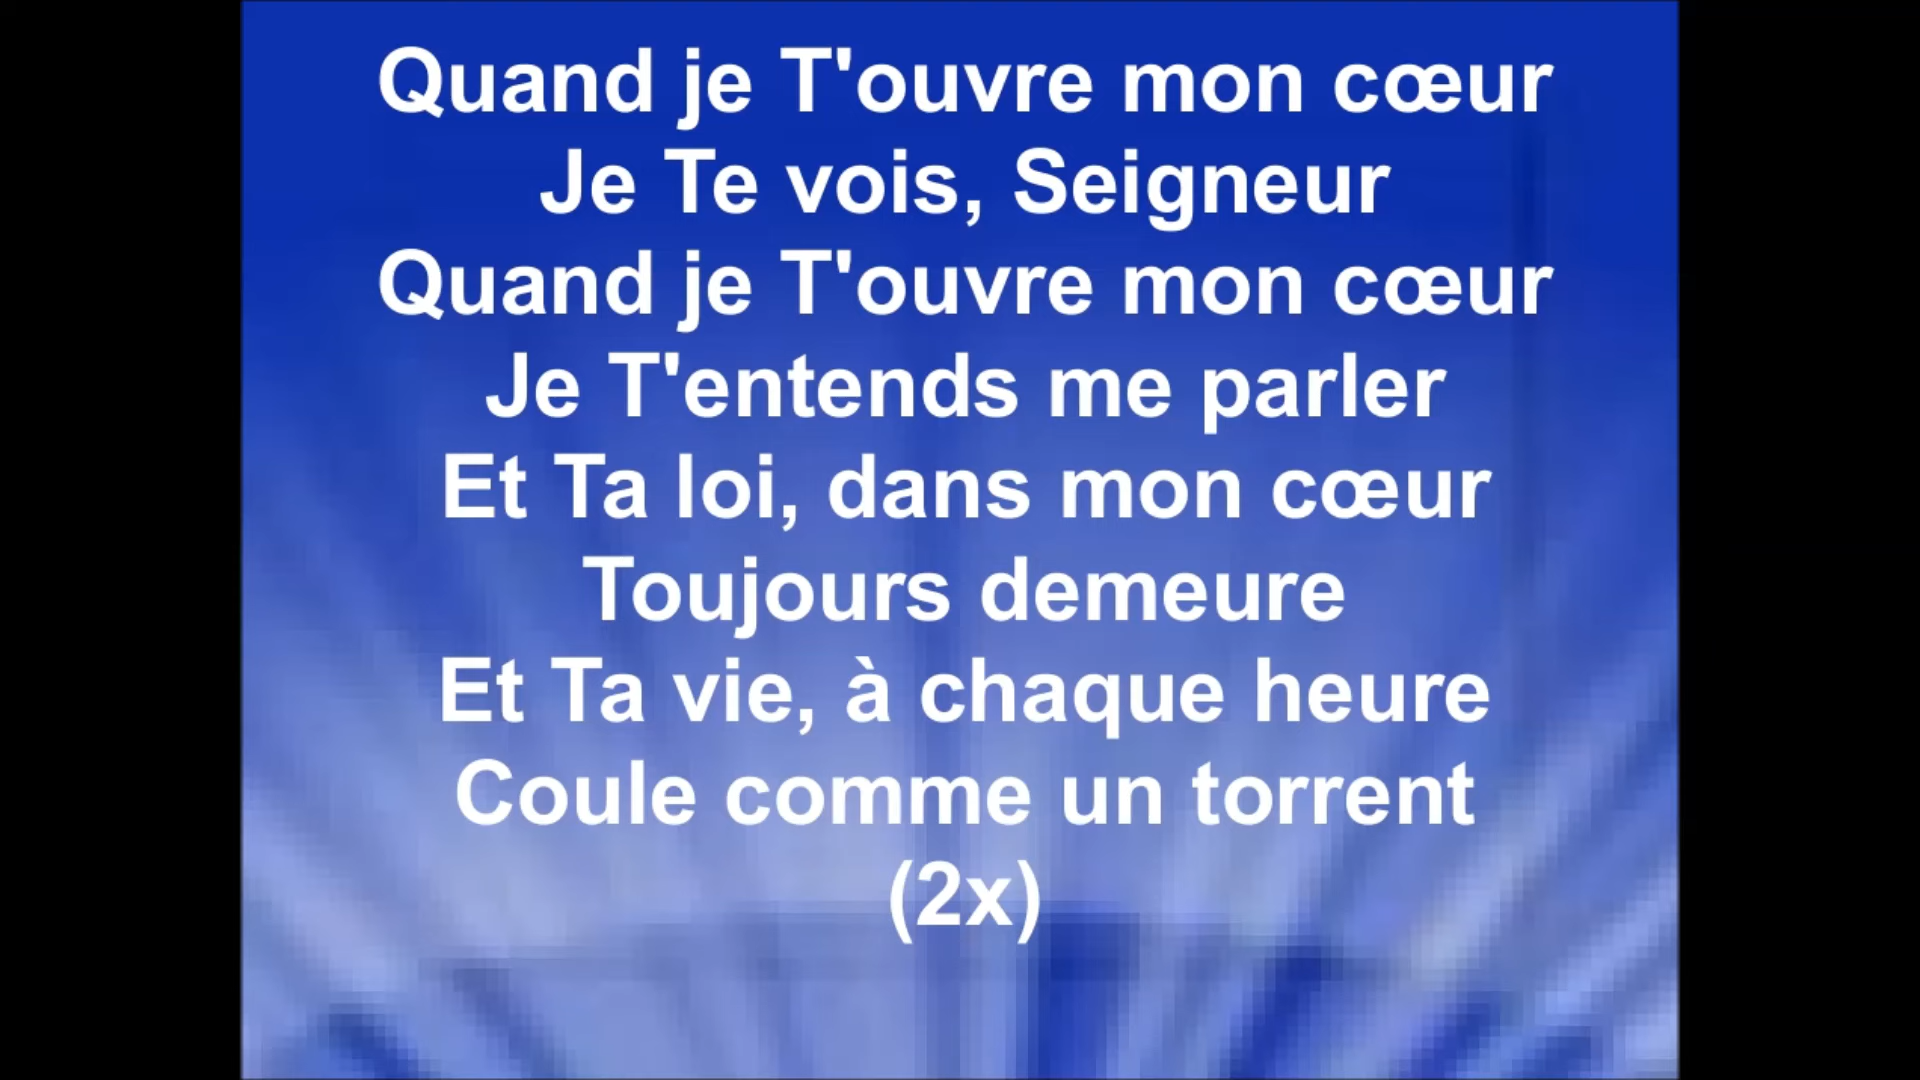 Quand je T'ouvre mon cœur
Je Te vois, Seigneur
Quand je T'ouvre mon cœur
Je T'entends me parler
Et Ta loi, dans mon cœur
Toujours demeure
Et Ta vie, à chaque heure
Coule comme un torrent
(2x)